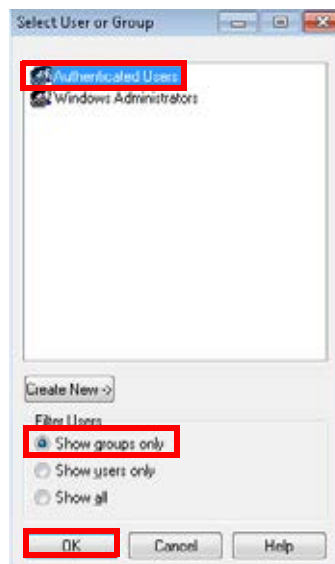 Select User or Group
Authenticated Users
Windows Administrators
Create New ->
Filter Users
Show groups only
Show users only
Show all
OK Cancel Help